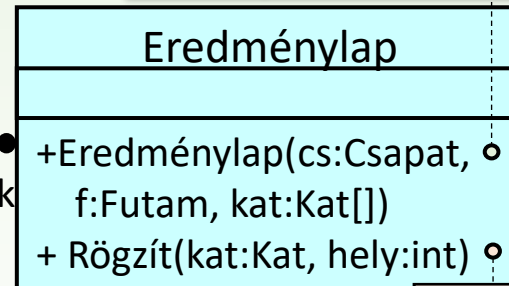 Eredménylap
+Eredménylap(cs:Csapat,
k
f:Futam, kat:Kat[])
+ Rögzít(kat:Kat, hely:int)